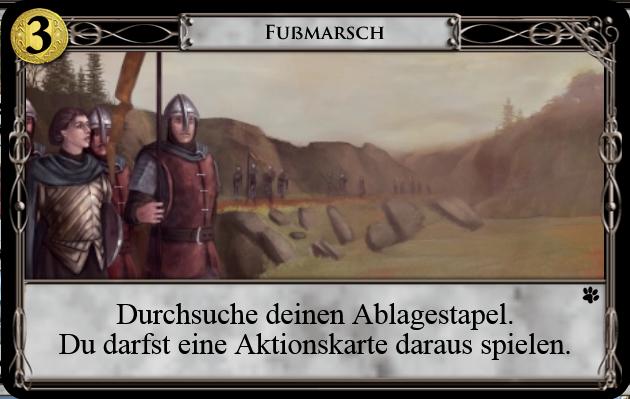 3
Fußmarsch
Durchsuche deinen Ablagestapel.
Du darfst eine Aktionskarte daraus spielen.